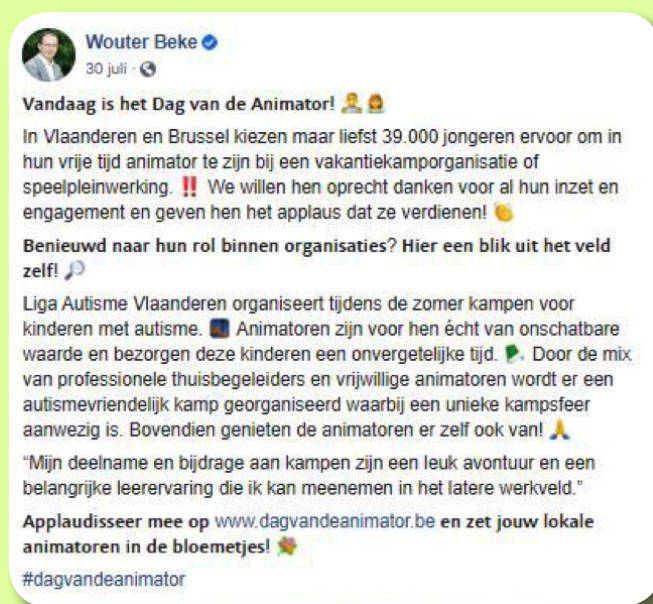 Wouter Beke
30 juli ·
Vandaag is het Dag van de Animator!
In Vlaanderen en Brussel kiezen maar liefst 39.000 jongeren ervoor om in
hun vrije tijd animator te zijn bij een vakantiekamporganisatie of
speelpleinwerking. ‼️ We willen hen oprecht danken voor al hun inzet en
engagement en geven hen het applaus dat ze verdienen! 👏
Benieuwd naar hun rol binnen organisaties? Hier een blik uit het veld
zelf! 🔎
Liga Autisme Vlaanderen organiseert tijdens de zomer kampen voor
kinderen met autisme. Animatoren zijn voor hen écht van onschatbare
waarde en bezorgen deze kinderen een onvergetelijke tijd. Door de mix
van professionele thuisbegeleiders en vrijwillige animatoren wordt er een
autismevriendelijk kamp georganiseerd waarbij een unieke kampsfeer
aanwezig is. Bovendien genieten de animatoren er zelf ook van! 🙏
“Mijn deelname en bijdrage aan kampen zijn een leuk avontuur en een
belangrijke leerervaring die ik kan meenemen in het latere werkveld.”
Applaudisseer mee op www.dagvandeanimator.be en zet jouw lokale
animatoren in de bloemetjes! 💐
#dagvandeanimator